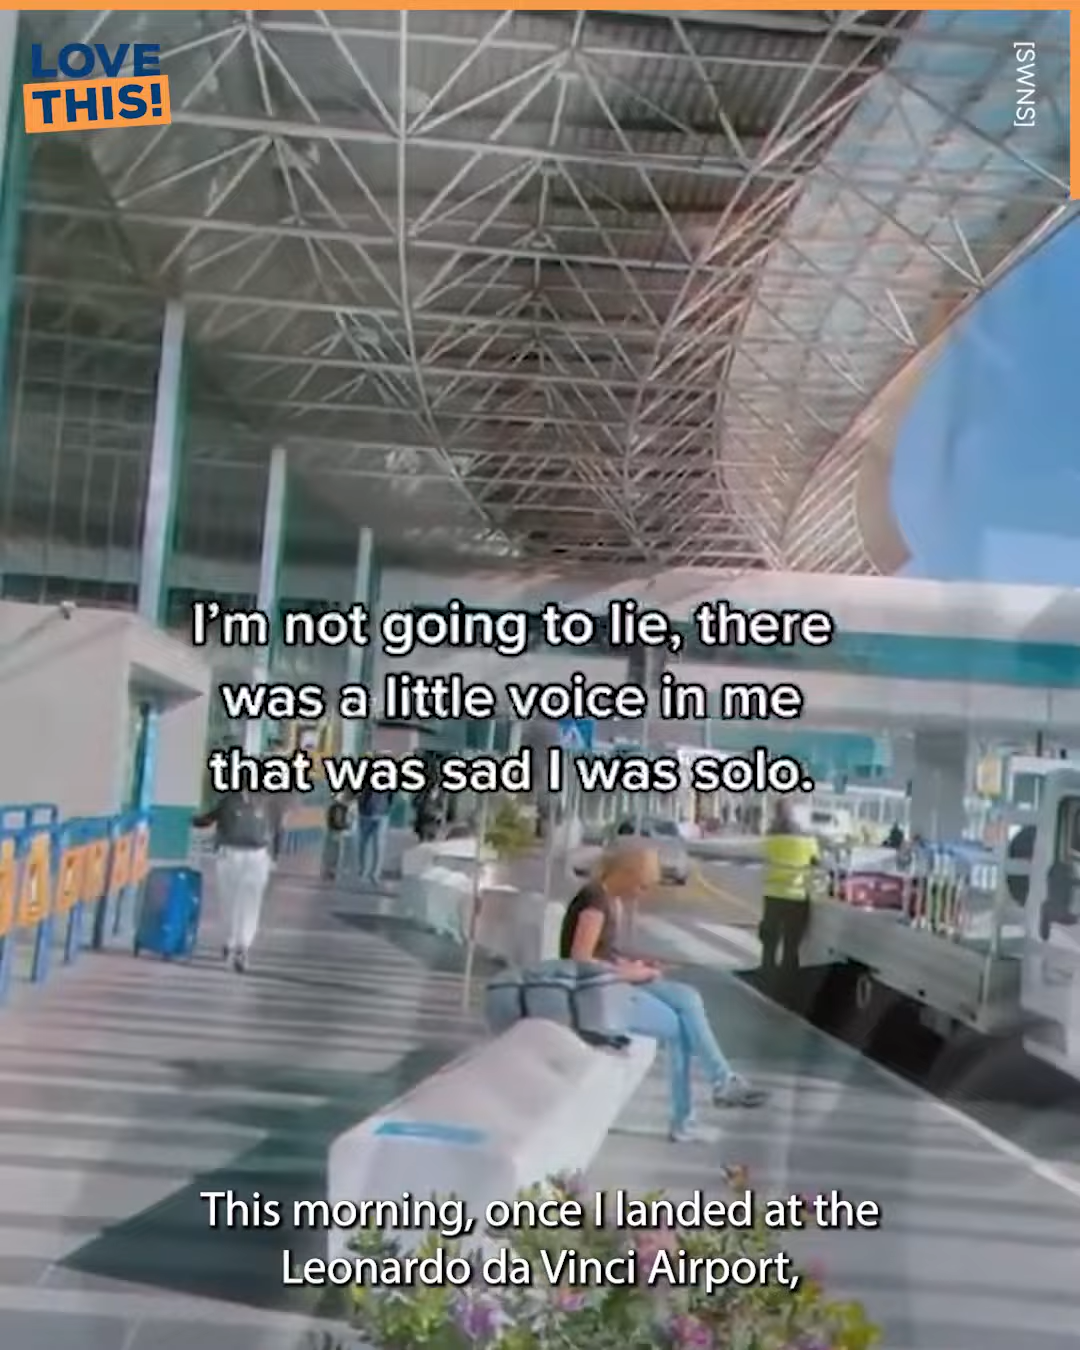 LOVE
THIS!
[SWNS]
I'm not going to lie, there
was a little voice in me
that was sad I was solo.
This morning, once I landed at the
Leonardo da Vinci Airport,